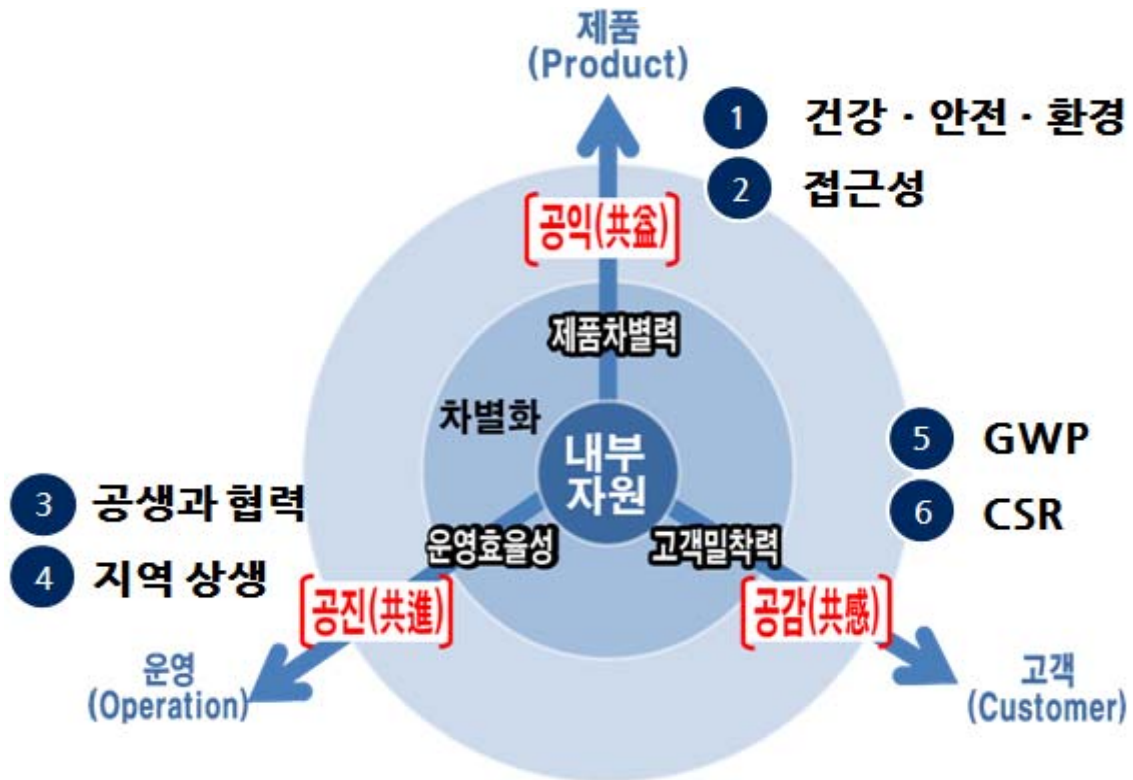 제품
(Product)
1 건강 · 안전 · 환경
2 접근성
[공익(共益)]
제품차별력
차별화
내부
자원
5 GWP
6 CSR
3 공생과 협력
4 지역 상생
운영효율성
고객밀착력
[공진(共進)]
[공감(共感)]
운영
(Operation)
고객
(Customer)